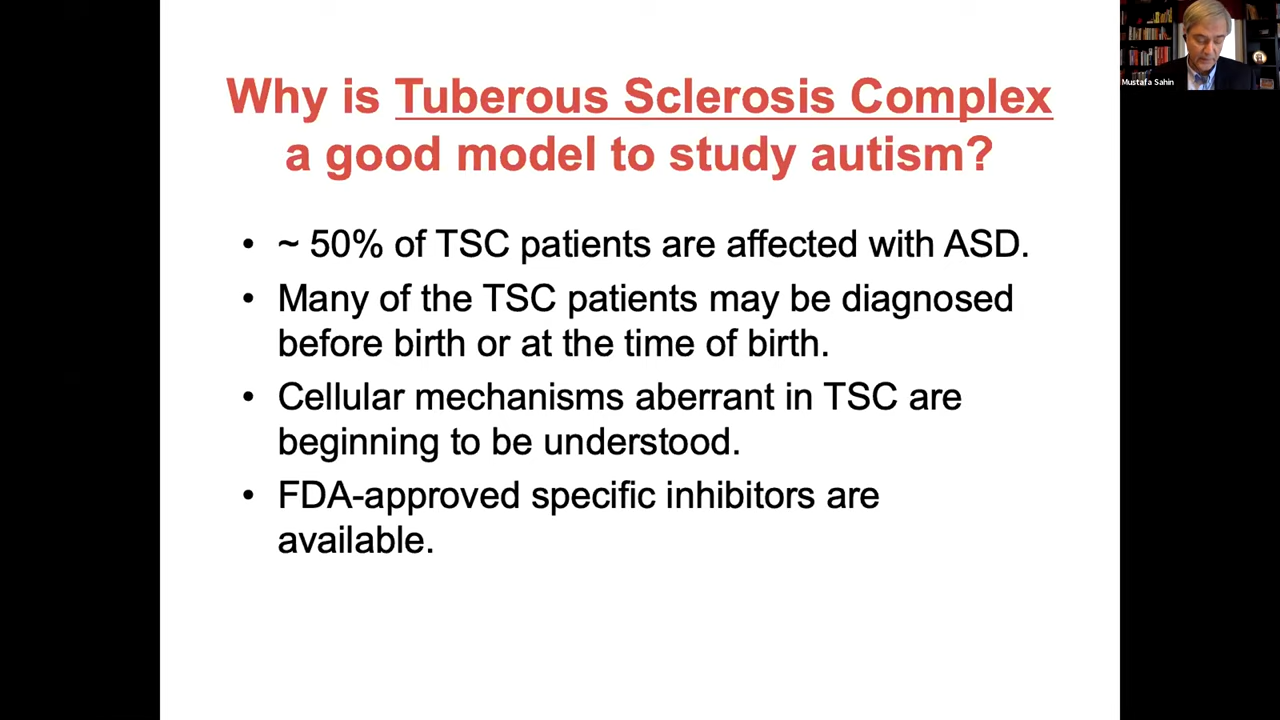 Why is Tuberous Sclerosis Complex
a good model to study autism?
• ~ 50% of TSC patients are affected with ASD.
• Many of the TSC patients may be diagnosed
before birth or at the time of birth.
• Cellular mechanisms aberrant in TSC are
beginning to be understood.
• FDA-approved specific inhibitors are
available.
Mustafa Sahin